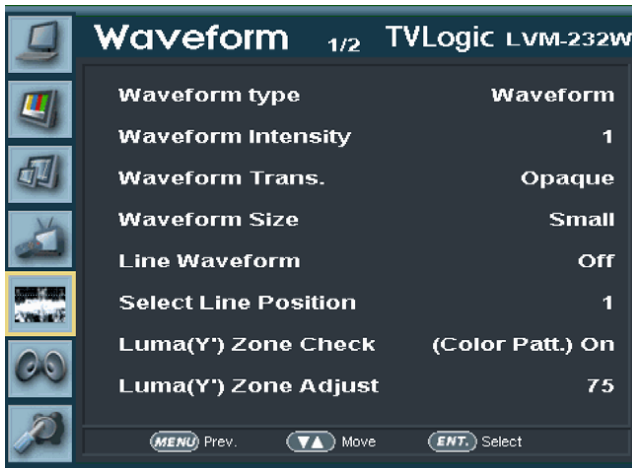 Waveform 1/2 TVLogic LVM-232W
Waveform type Waveform
Waveform Intensity 1
Waveform Trans. Opaque
Waveform Size Small
Line Waveform Off
Select Line Position 1
Luma(Y') Zone Check (Color Patt.) On
Luma(Y') Zone Adjust 75
MENU Prev. ▼▲ Move ENT. Select